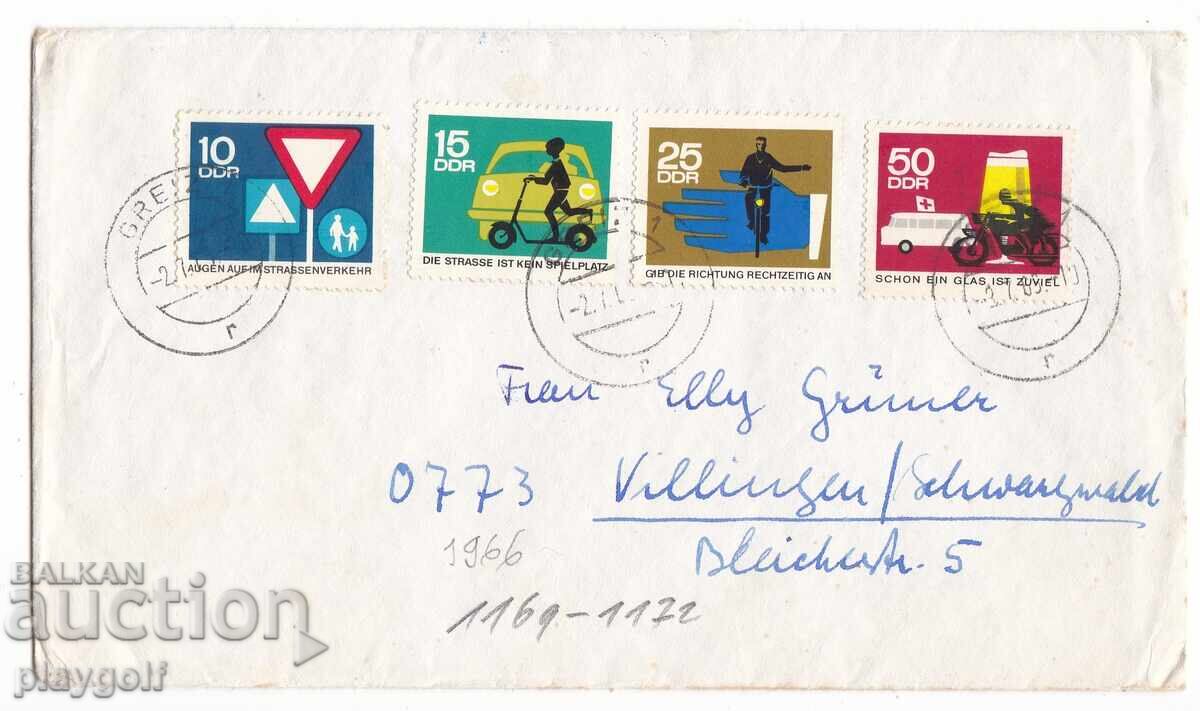 10
DDR
AUGEN AUF IM STRASSENVERKEHR
15
DDR
DIE STRASSE IST KEIN SPIELPLATZ
25
DDR
GIB DIE RICHTUNG RECHTZEITIG AN
50
DDR
SCHON EIN GLAS IST ZUVIEL
GREIZ
r
r
r
Frau Elly Grüner
0773 Villingen/Schwarzwald
Bleichestr. 5
1966
1169-1172
BALKAN
auction
playgolf